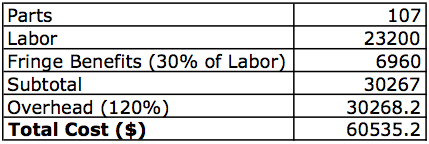 Parts 107
Labor 23200
Fringe Benefits (30% of Labor) 6960
Subtotal 30267
Overhead (120%) 30268.2
Total Cost ($) 60535.2